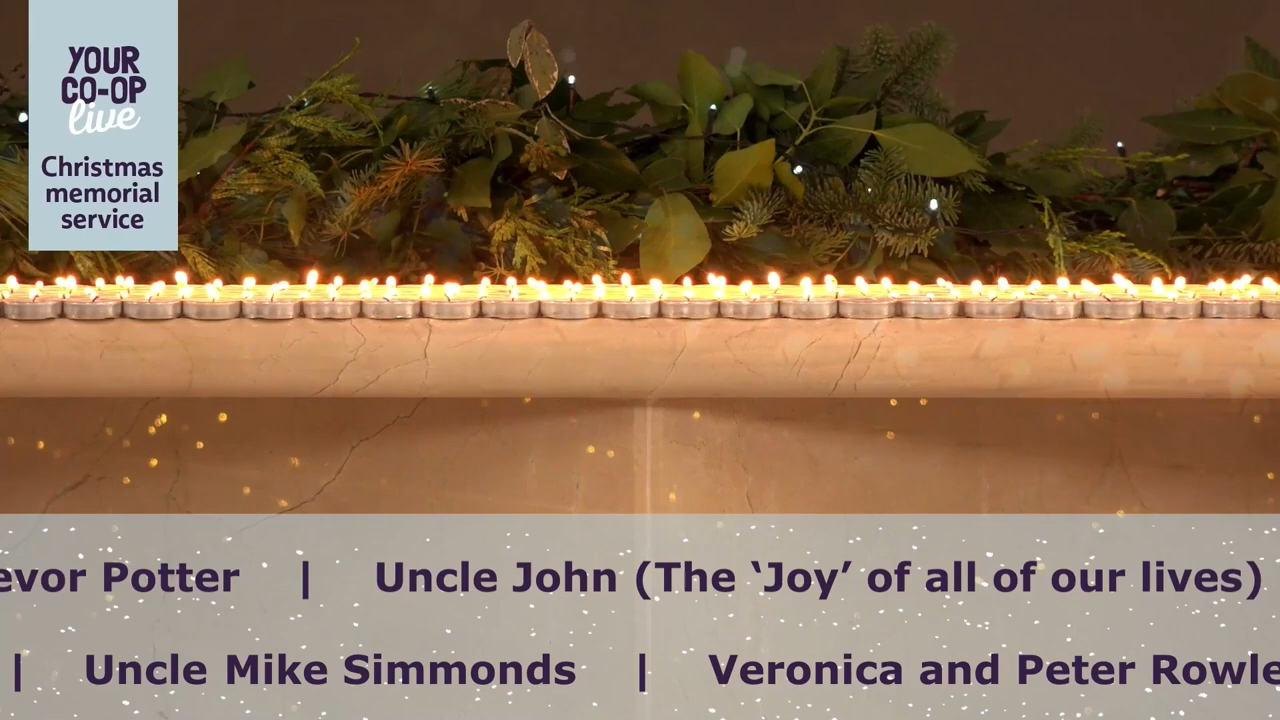 YOUR
CO-OP
live
Christmas
memorial
service
evor Potter | Uncle John (The ‘Joy’ of all of our lives)
| Uncle Mike Simmonds | Veronica and Peter Rowle